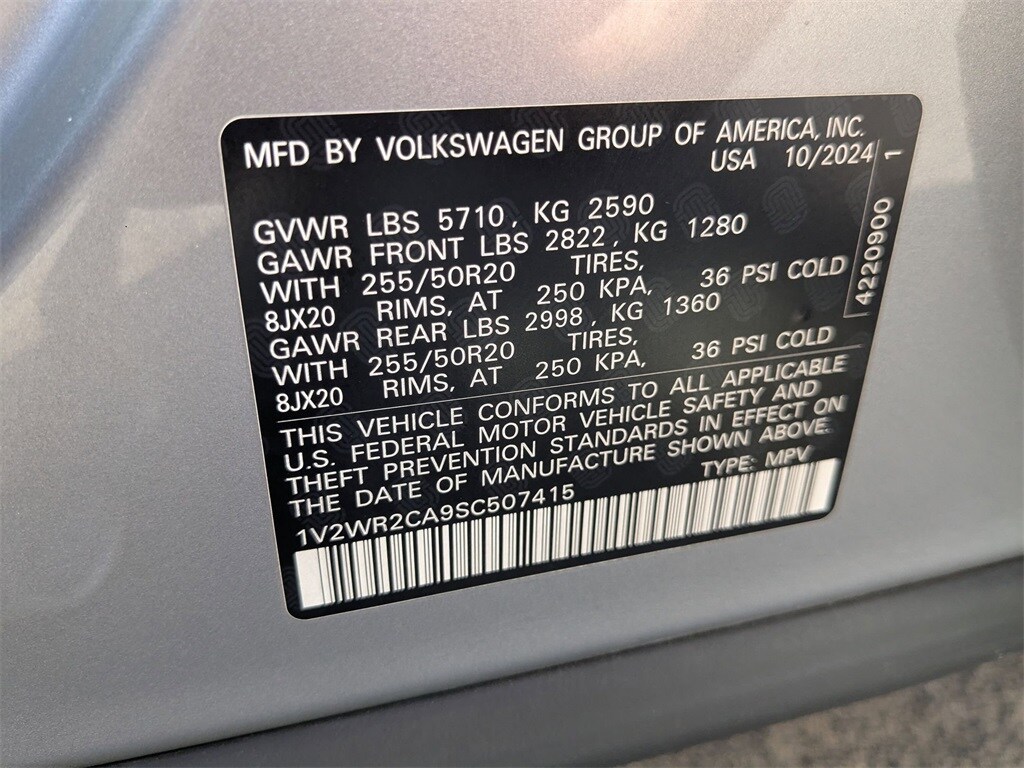 MFD BY VOLKSWAGEN GROUP OF AMERICA, INC.
USA 10/2024
GVWR LBS 5710, KG 2590
GAWR FRONT LBS 2822, KG 1280
WITH 255/50R20 TIRES,
8JX20 RIMS, AT 250 KPA, 36 PSI COLD
GAWR REAR LBS 2998, KG 1360
WITH 255/50R20 TIRES,
8JX20 RIMS, AT 250 KPA, 36 PSI COLD
THIS VEHICLE CONFORMS TO ALL APPLICABLE
U.S. FEDERAL MOTOR VEHICLE SAFETY AND
THEFT PREVENTION STANDARDS IN EFFECT ON
THE DATE OF MANUFACTURE SHOWN ABOVE.
1V2WR2CA9SC507415 TYPE: MPV
4220900 1